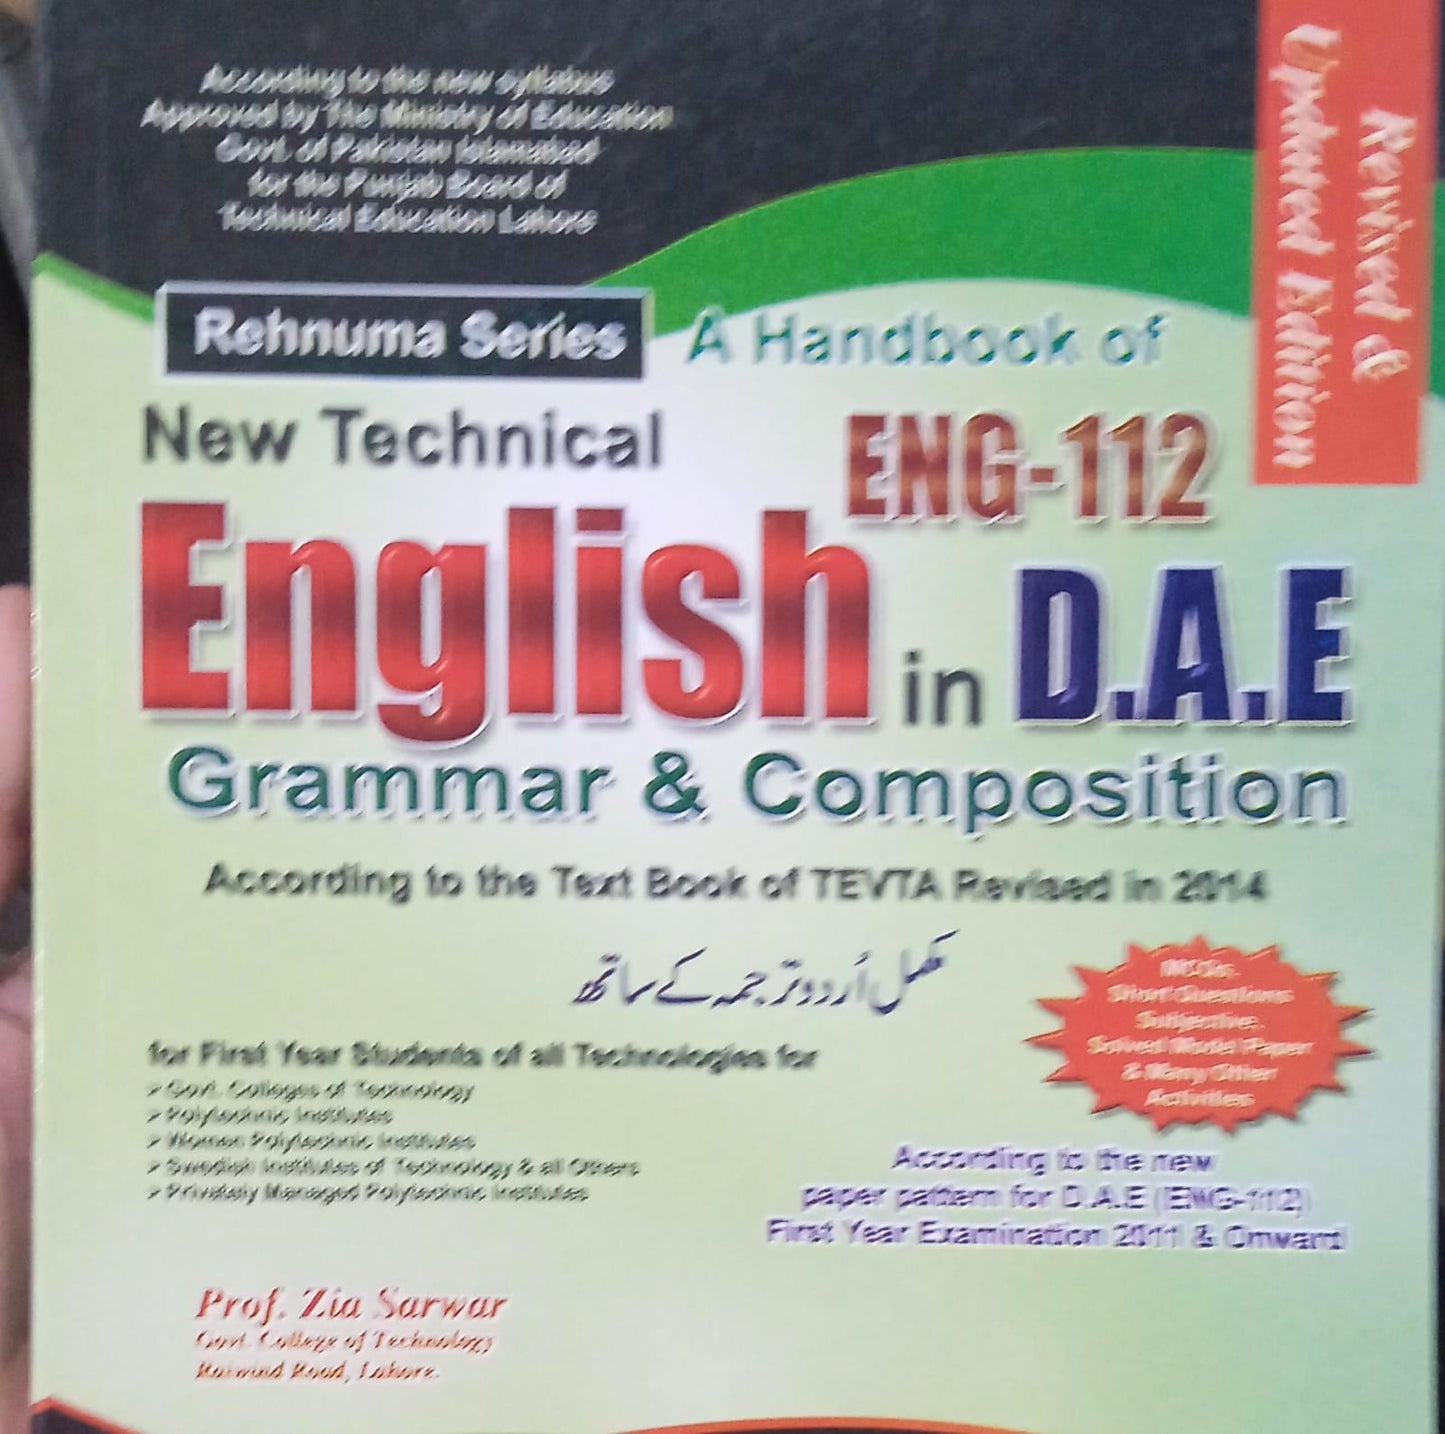 According to the new syllabus
Approved by The Ministry of Education
Govt. of Pakistan Islamabad
for the Punjab Board of
Technical Education Lahore
Revised &
Updated Edition
Rehnuma Series
A Handbook of
New Technical
ENG-112
English in D.A.E
Grammar & Composition
According to the Text Book of TEVTA Revised in 2014
مکمل اُردو ترجمہ کے ساتھ
MCQs,
Short Questions
Subjective,
Solved Model Paper
& Many Other
Activities
for First Year Students of all Technologies for
> Govt. Colleges of Technology
> Polytechnic Institutes
> Women Polytechnic Institutes
> Swedish Institutes of Technology & all Others
> Privately Managed Polytechnic Institutes
According to the new
paper pattern for D.A.E (ENG-112)
First Year Examination 2011 & Onward
Prof. Zia Sarwar
Govt. College of Technology
Raiwind Road, Lahore.